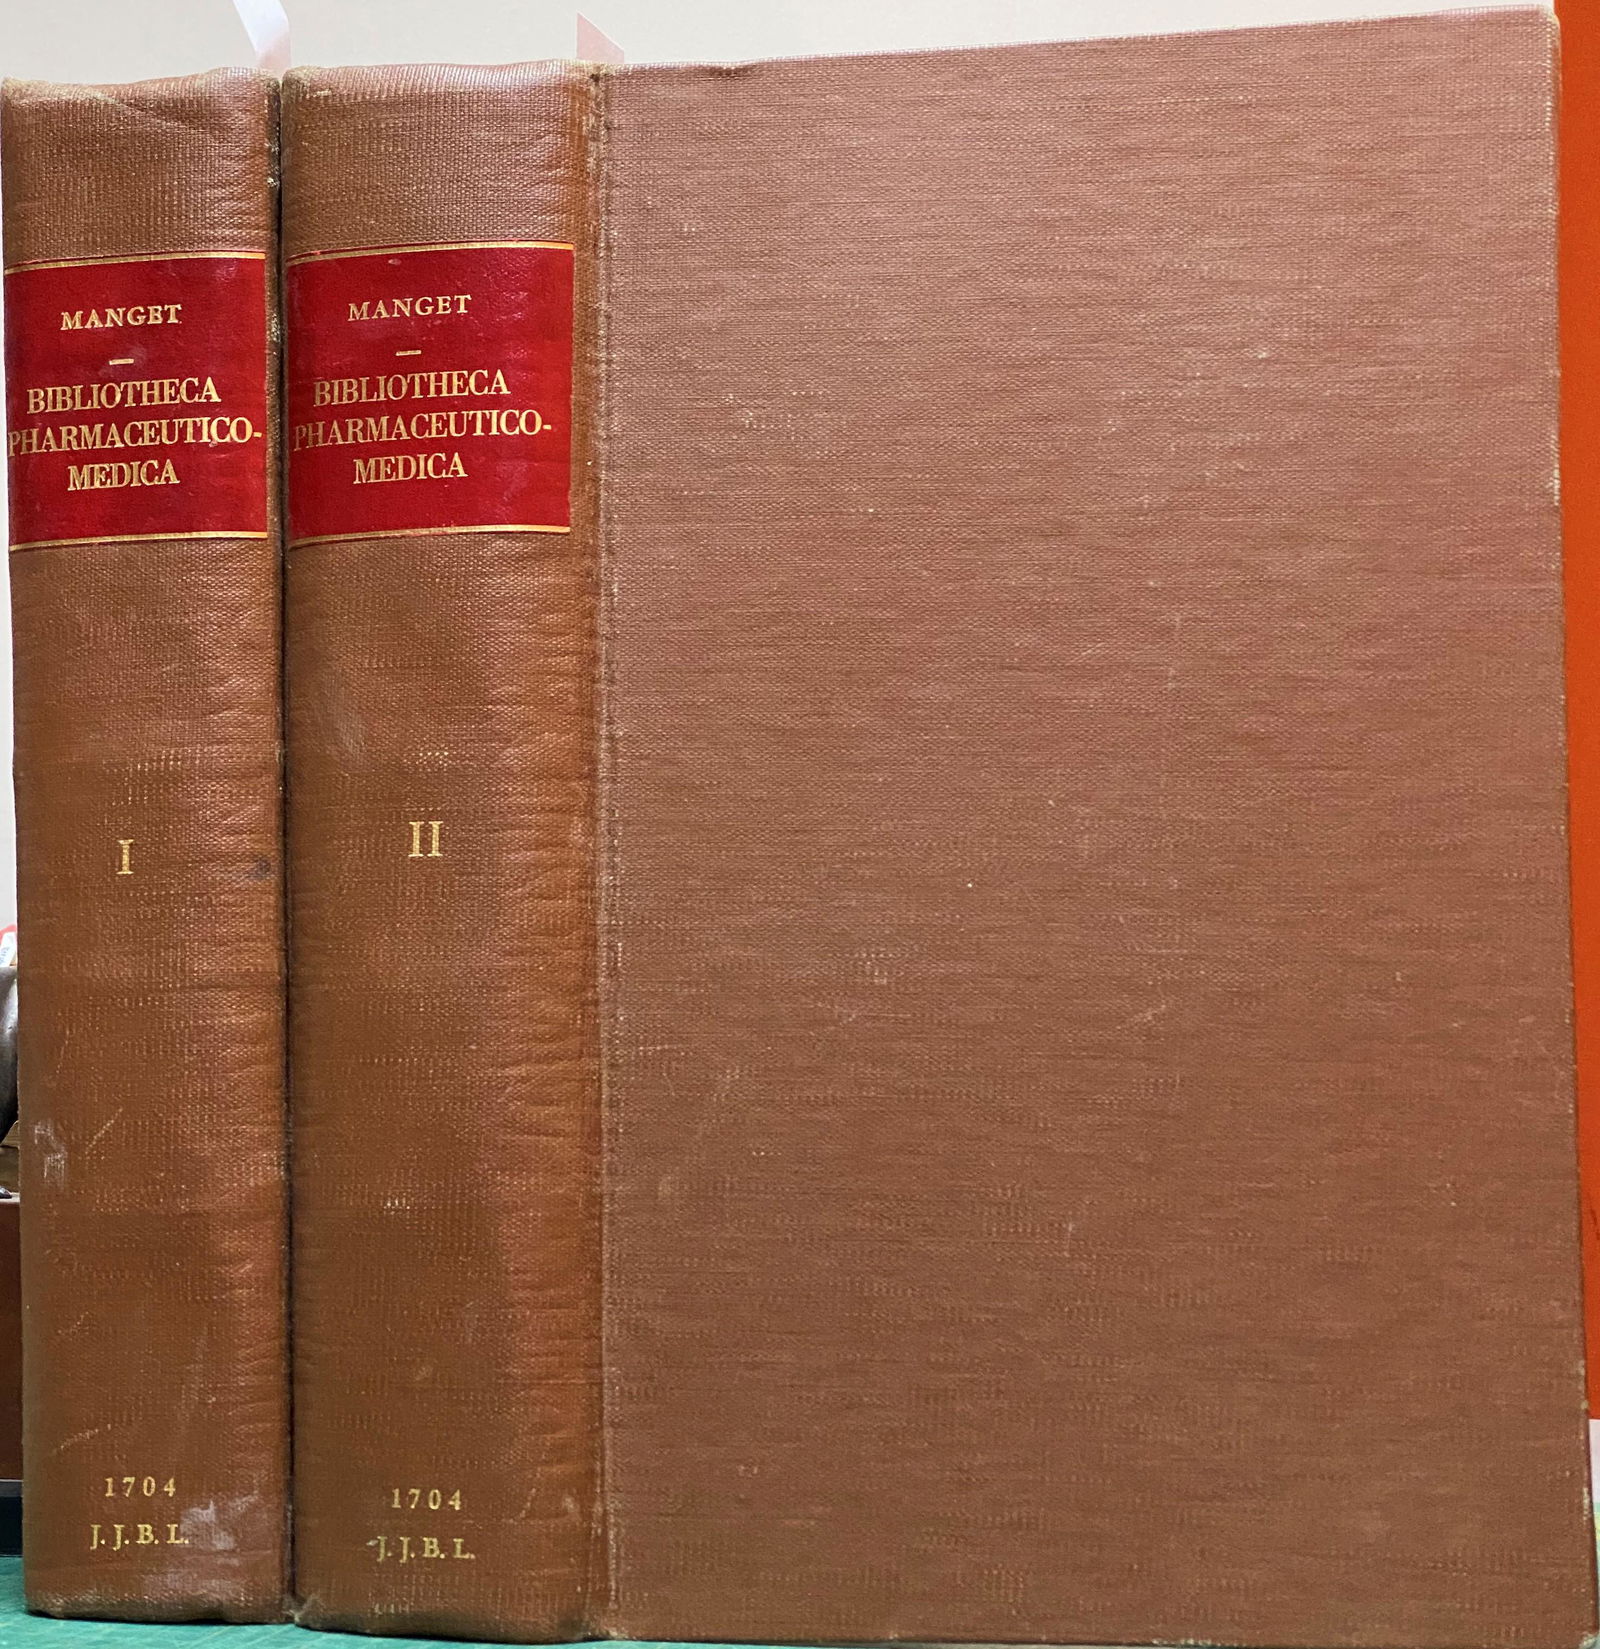 MANGET
BIBLIOTHECA
PHARMACEUTICO-
MEDICA
I
1704
J. J. B. L.
MANGET
BIBLIOTHECA
PHARMACEUTICO-
MEDICA
II
1704
J. J. B. L.